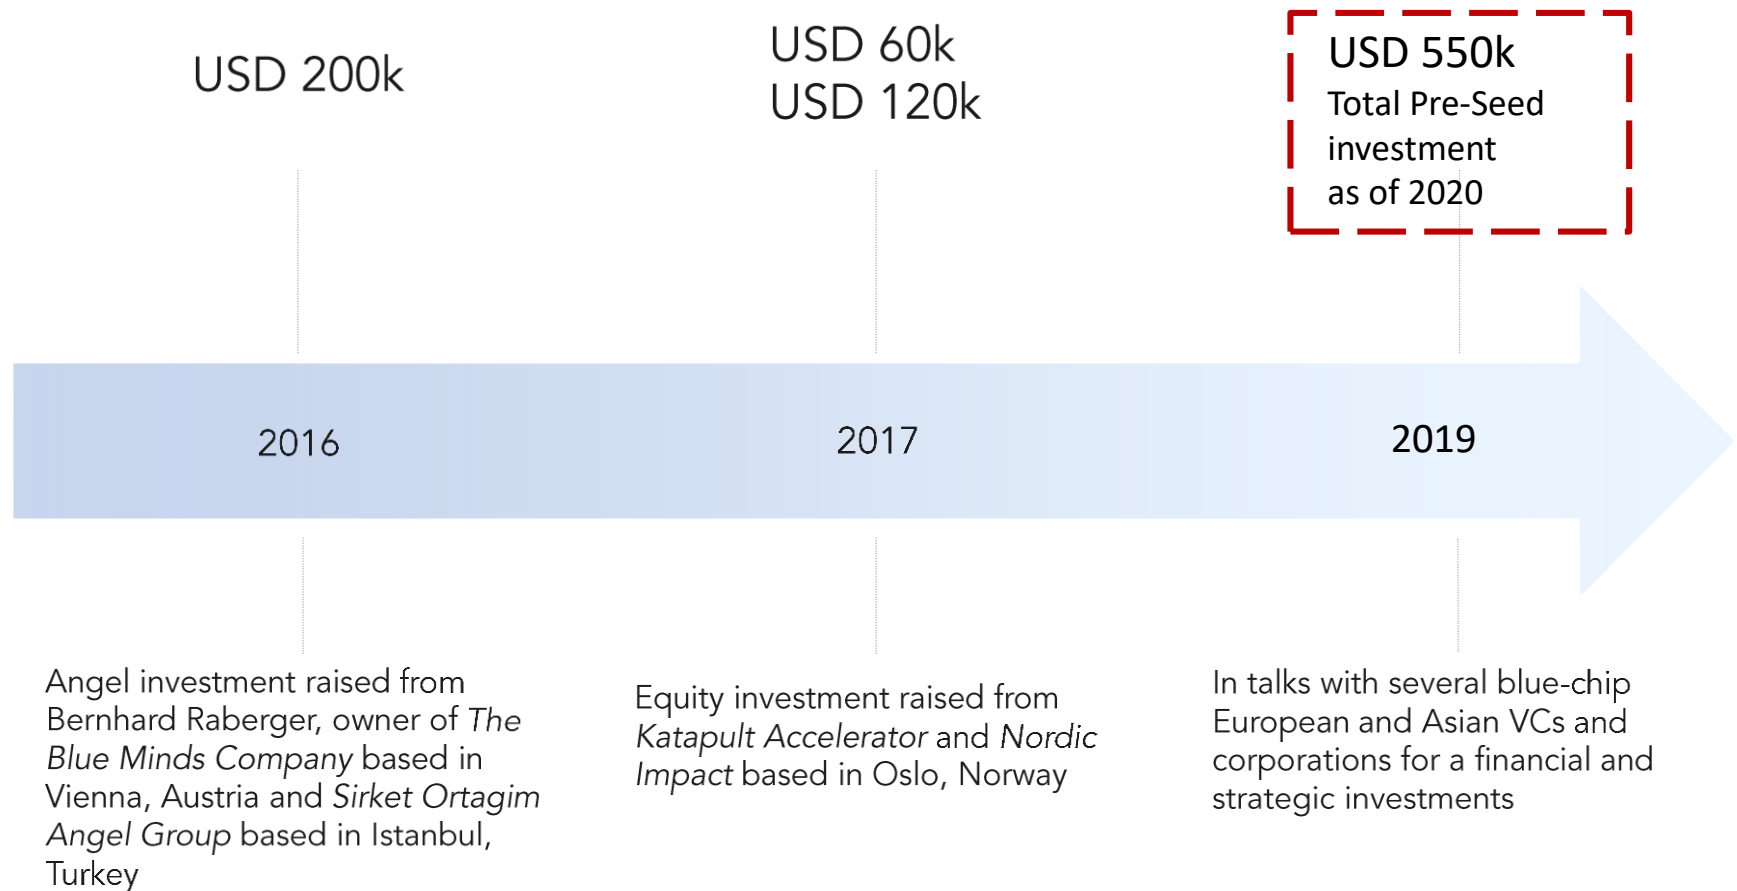 USD 200k
USD 60k
USD 120k
USD 550k
Total Pre-Seed
investment
as of 2020
2016
2017
2019
Angel investment raised from
Bernhard Raberger, owner of The
Blue Minds Company based in
Vienna, Austria and Sirket Ortagim
Angel Group based in Istanbul,
Turkey
Equity investment raised from
Katapult Accelerator and Nordic
Impact based in Oslo, Norway
In talks with several blue-chip
European and Asian VCs and
corporations for a financial and
strategic investments